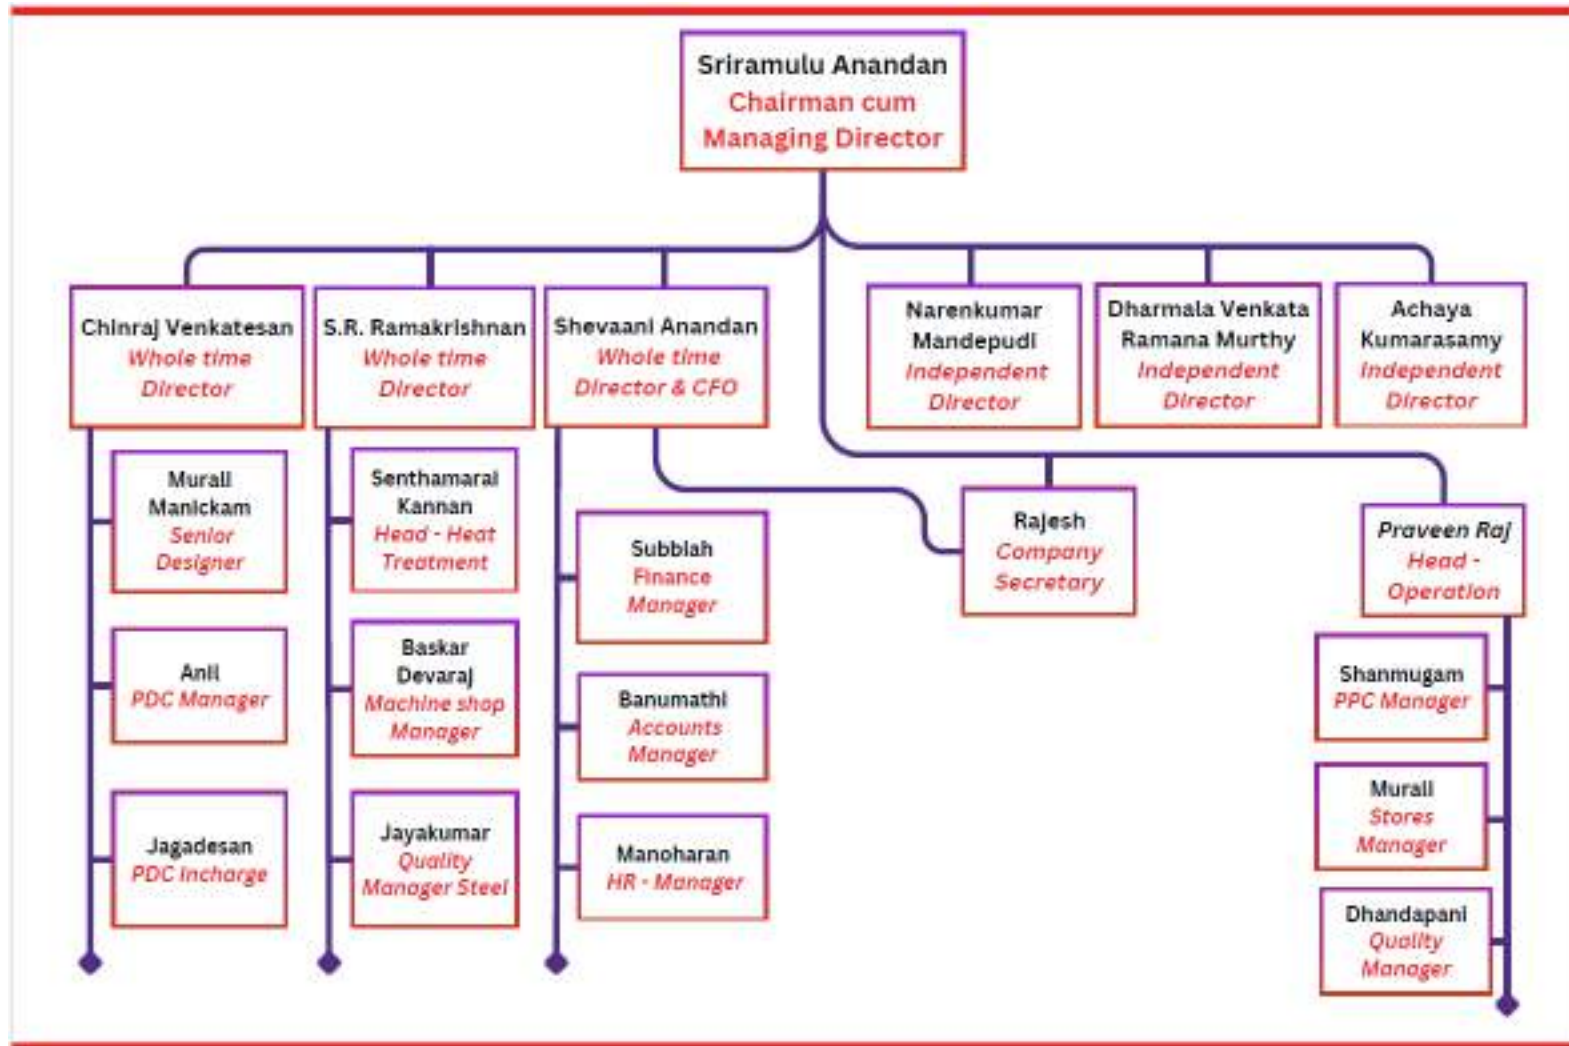 Sriramulu Anandan
Chairman cum
Managing Director
Chinraj Venkatesan
Whole time
Director
S.R. Ramakrishnan
Whole time
Director
Shevaani Anandan
Whole time
Director & CFO
Narenkumar
Mandepudi
Independent
Director
Dharmala Venkata
Ramana Murthy
Independent
Director
Achaya
Kumarasamy
Independent
Director
Murali
Manickam
Senior
Designer
Anil
PDC Manager
Jagadesan
PDC Incharge
Senthamarai
Kannan
Head - Heat
Treatment
Baskar
Devaraj
Machine shop
Manager
Jayakumar
Quality
Manager Steel
Subbiah
Finance
Manager
Banumathi
Accounts
Manager
Manoharan
HR - Manager
Rajesh
Company
Secretary
Praveen Raj
Head -
Operation
Shanmugam
PPC Manager
Murali
Stores
Manager
Dhandapani
Quality
Manager